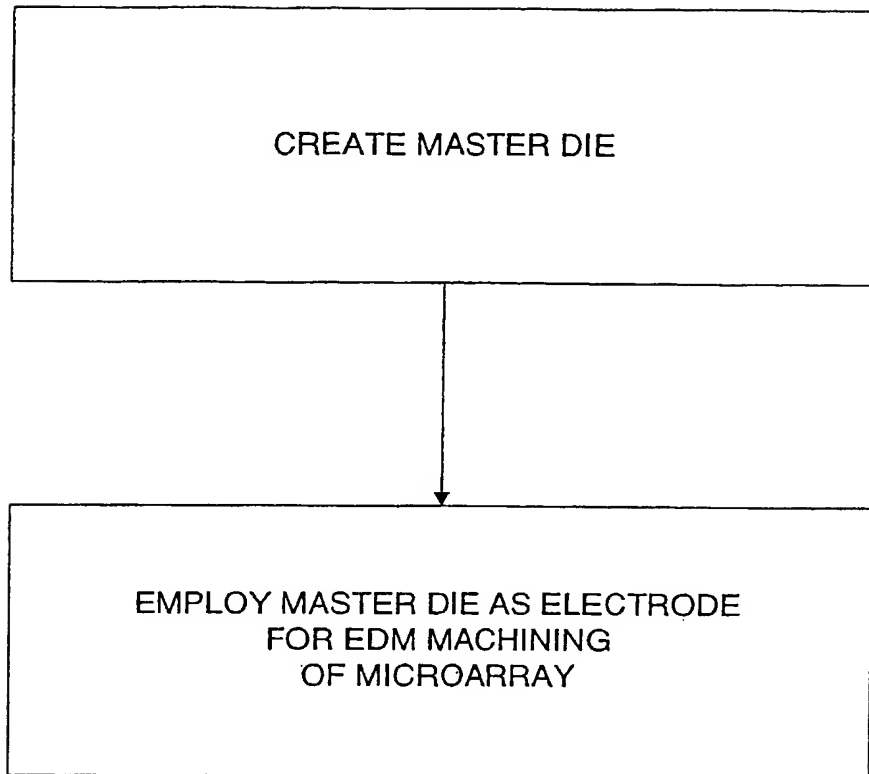 CREATE MASTER DIE
EMPLOY MASTER DIE AS ELECTRODE
FOR EDM MACHINING
OF MICROARRAY